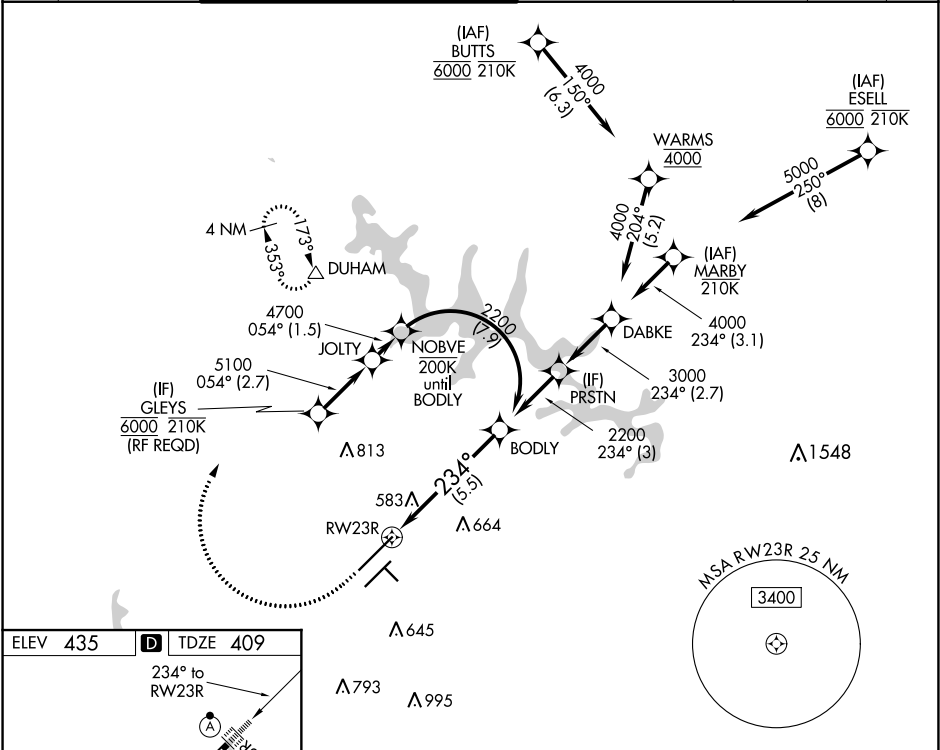 (IAF)
BUTTS
6000 210K
4000
150°
(6.3)
(IAF)
ESELL
6000 210K
5000
250°
(8)
WARMS
4000
4000
204°
(5.2)
(IAF)
MARBY
210K
4 NM
173°
353°
DUHAM
4000
234° (3.1)
DABKE
4700
054° (1.5)
JOLTY
NOBVE
200K
until
BODLY
2200
(7.9)
3000
234° (2.7)
5100
054° (2.7)
(IF)
GLEYS
6000 210K
(RF REQD)
(IF)
PRSTN
2200
234° (3)
BODLY
813
1548
234°
(5.5)
583
664
RW23R
MSA RW23R 25 NM
3400
645
ELEV 435 D TDZE 409
234° to
RW23R
A
793
995